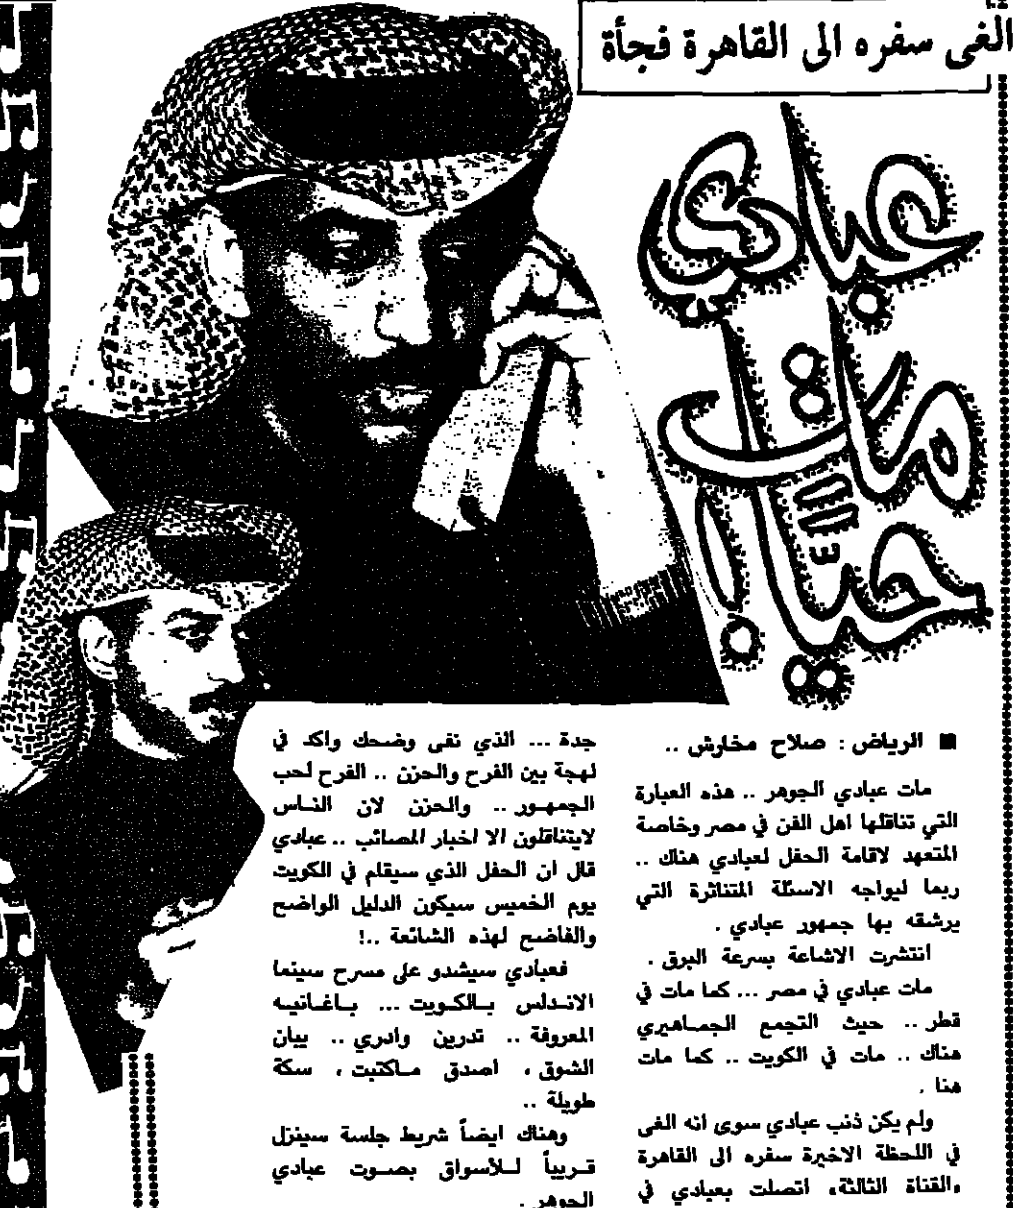 الغى سفره الى القاهرة فجأة
عبادي
مات
حيًّا!
■ الرياض : صلاح مخارش ..
مات عبادي الجوهر .. هذه العبارة
التي تناقلها اهل الفن في مصر وخاصة
المتعهد لاقامة الحفل لعبادي هناك ..
ربما ليواجه الاسئلة المتناثرة التي
يرشقه بها جمهور عبادي .
انتشرت الاشاعة بسرعة البرق .
مات عبادي في مصر ... كما مات في
قطر .. حيث التجمع الجماهيري
هناك .. مات في الكويت .. كما مات
هنا .
ولم يكن ذنب عبادي سوى انه الغى
في اللحظة الاخيرة سفره الى القاهرة
والقناة الثالثة، اتصلت بعبادي في
جدة ... الذي نفى وضحك واكد في
لهجة بين الفرح والحزن .. الفرح لحب
الجمهور .. والحزن لان الناس
لايتناقلون الا اخبار المصائب .. عبادي
قال ان الحفل الذي سيقام في الكويت
يوم الخميس سيكون الدليل الواضح
والفاضح لهذه الشائعة ..!
فعبادي سيشدو على مسرح سينما
الاندلس بالكويت ... باغانيه
المعروفة .. تدرين وادري .. بيان
الشوق ، اصدق ماكتبت ، سكة
طويلة ..
وهناك ايضاً شريط جلسة سينزل
قريباً للأسواق بصوت عبادي
الجوهر .